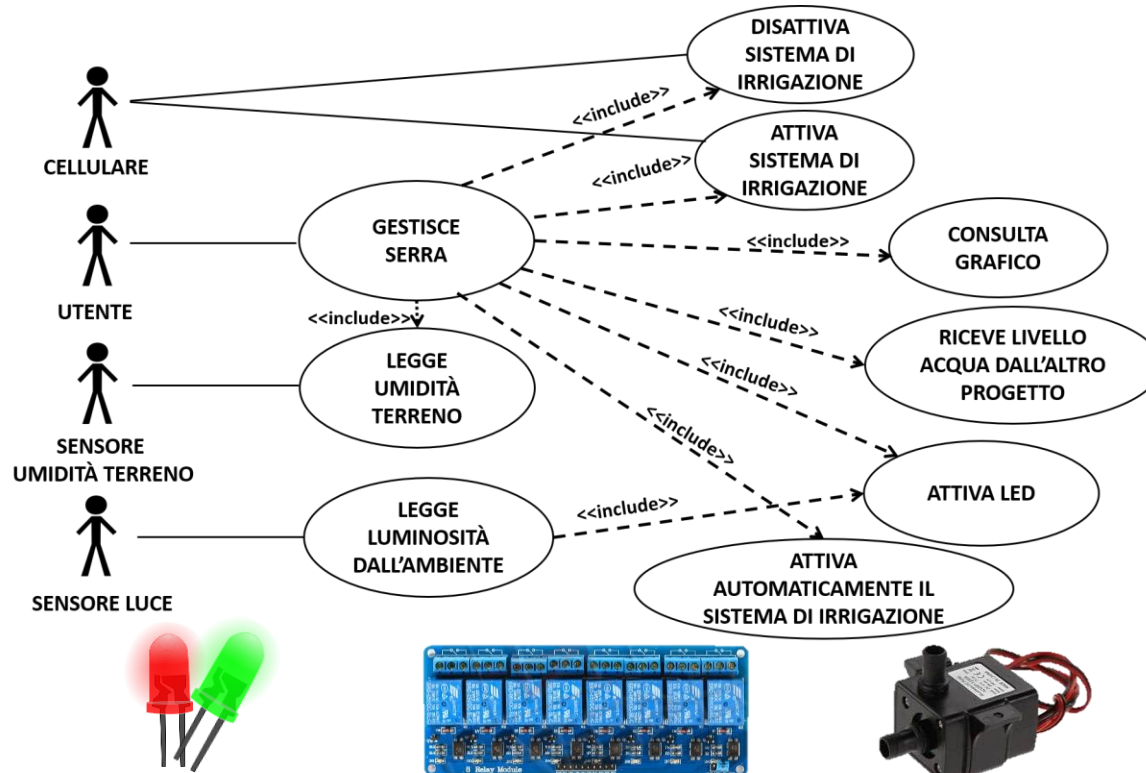 DISATTIVA
SISTEMA DI
IRRIGAZIONE
<<include>>
CELLULARE
ATTIVA
SISTEMA DI
IRRIGAZIONE
<<include>>
GESTISCE
SERRA
UTENTE
<<include>>
CONSULTA
GRAFICO
<<include>>
<<include>>
RICEVE LIVELLO
ACQUA DALL'ALTRO
PROGETTO
LEGGE
UMIDITÀ
TERRENO
<<include>>
SENSORE
UMIDITÀ TERRENO
<<include>>
ATTIVA LED
<<include>>
LEGGE
LUMINOSITÀ
DALL'AMBIENTE
SENSORE LUCE
ATTIVA
AUTOMATICAMENTE IL
SISTEMA DI IRRIGAZIONE
8 Relay Module